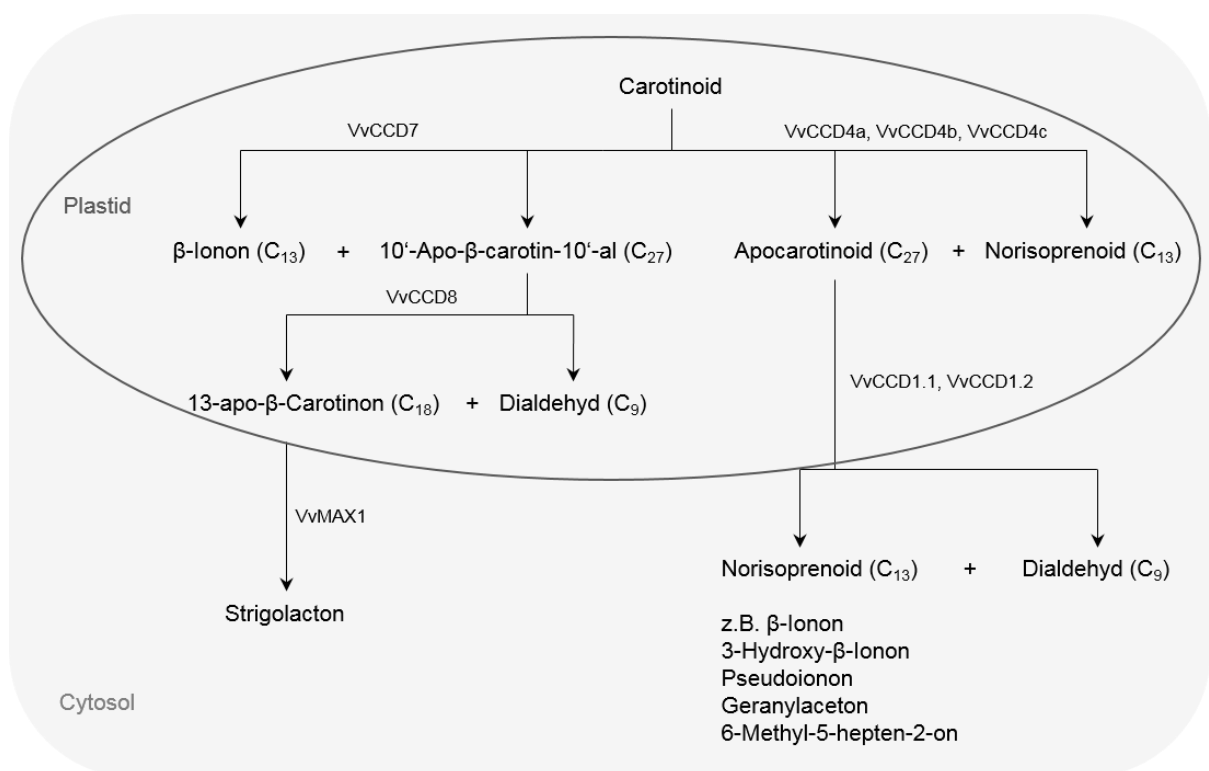 Carotinoid
VvCCD7
VvCCD4a, VvCCD4b, VvCCD4c
Plastid
β-Ionon (C₁₃) + 10‘-Apo-β-carotin-10‘-al (C₂₇) Apocarotinoid (C₂₇) + Norisoprenoid (C₁₃)
VvCCD8
VvCCD1.1, VvCCD1.2
13-apo-β-Carotinon (C₁₈) + Dialdehyd (C₉)
VvMAX1
Norisoprenoid (C₁₃) + Dialdehyd (C₉)
Strigolacton
z.B. β-Ionon
3-Hydroxy-β-Ionon
Pseudoionon
Geranylaceton
6-Methyl-5-hepten-2-on
Cytosol